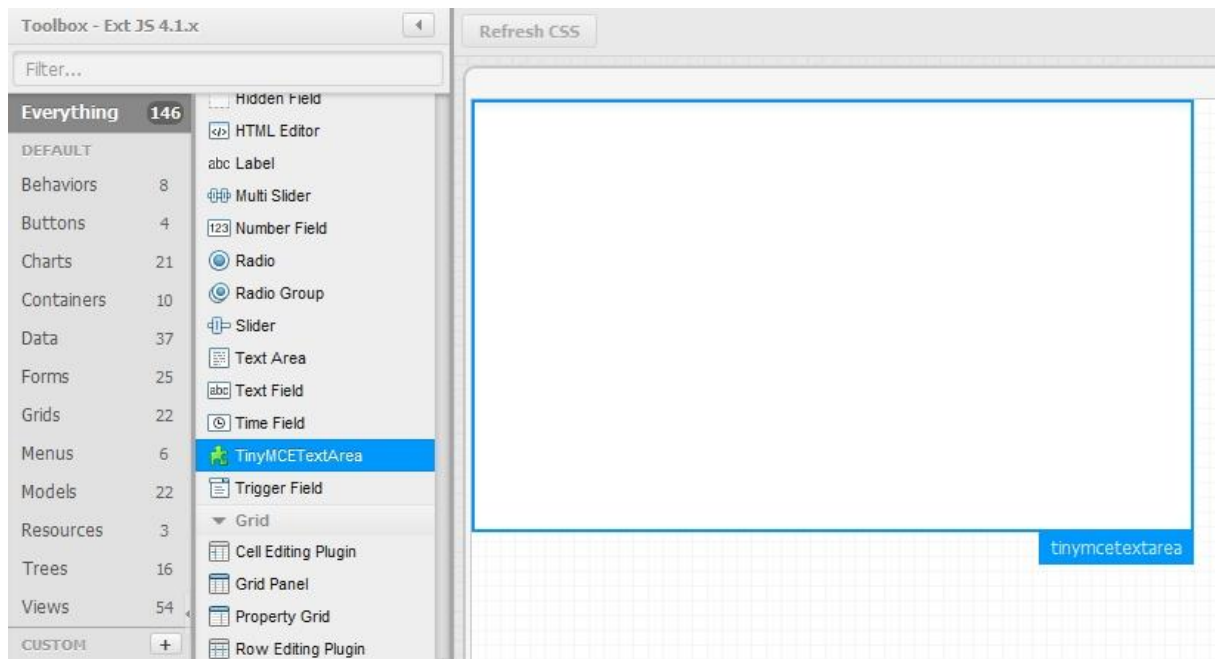 Toolbox - Ext JS 4.1.x
Refresh CSS
Filter...
Everything 146
DEFAULT
Behaviors 8
Buttons 4
Charts 21
Containers 10
Data 37
Forms 25
Grids 22
Menus 6
Models 22
Resources 3
Trees 16
Views 54
CUSTOM +
Hidden Field
</> HTML Editor
abc Label
Multi Slider
123 Number Field
Radio
Radio Group
Slider
Text Area
abc Text Field
Time Field
TinyMCETextArea
Trigger Field
Grid
Cell Editing Plugin
Grid Panel
Property Grid
Row Editing Plugin
tinymcetextarea